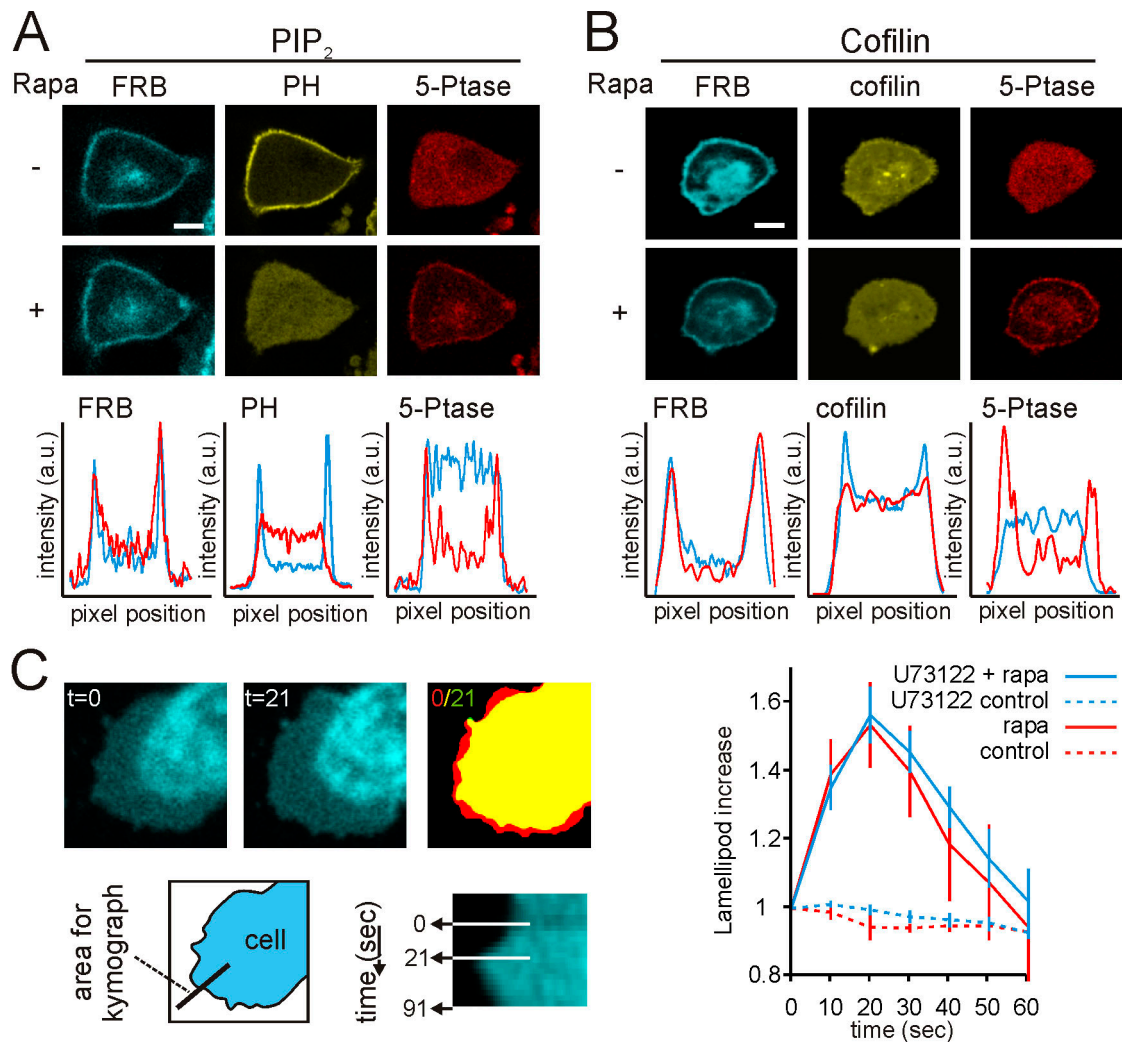 A
PIP2
Rapa FRB PH 5-Ptase
-
+
FRB PH 5-Ptase
intensity (a.u.) intensity (a.u.) intensity (a.u.)
pixel position pixel position pixel position
B
Cofilin
Rapa FRB cofilin 5-Ptase
-
+
FRB cofilin 5-Ptase
intensity (a.u.) intensity (a.u.) intensity (a.u.)
pixel position pixel position pixel position
C
t=0 t=21 0/21
area for
kymograph
cell
time (sec)
0
21
91
U73122 + rapa
U73122 control
rapa
control
Lamellipod increase
1.6
1.4
1.2
1
0.8
0 10 20 30 40 50 60
time (sec)